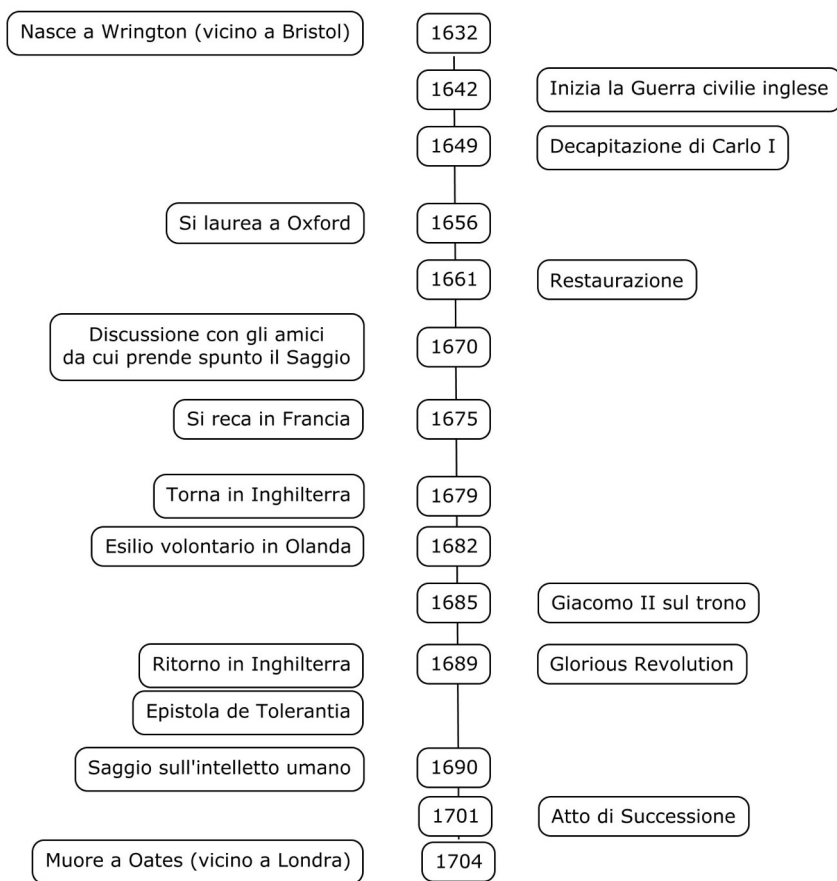 Nasce a Wrington (vicino a Bristol)
1632
1642
Inizia la Guerra civilie inglese
1649
Decapitazione di Carlo I
Si laurea a Oxford
1656
1661
Restaurazione
Discussione con gli amici
da cui prende spunto il Saggio
1670
Si reca in Francia
1675
Torna in Inghilterra
1679
Esilio volontario in Olanda
1682
1685
Giacomo II sul trono
Ritorno in Inghilterra
1689
Glorious Revolution
Epistola de Tolerantia
Saggio sull'intelletto umano
1690
1701
Atto di Successione
Muore a Oates (vicino a Londra)
1704